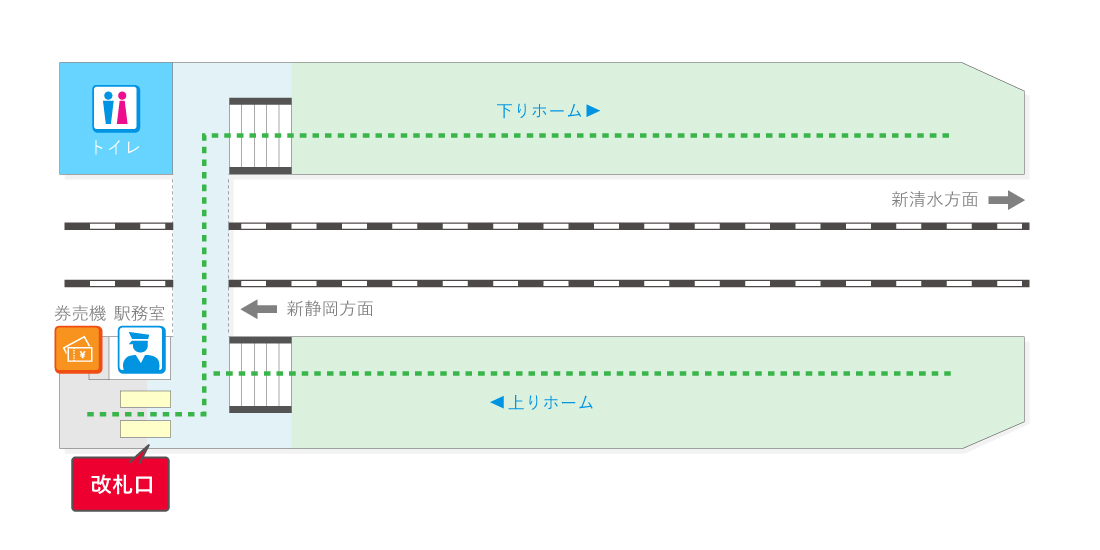 下りホーム▶
トイレ
新清水方面
新静岡方面
券売機 駅務室
¥
◀上りホーム
改札口